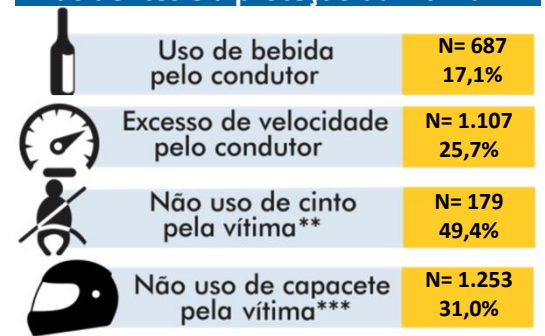 Uso de bebida
pelo condutor
N= 687
17,1%
Excesso de velocidade
pelo condutor
N= 1.107
25,7%
Não uso de cinto
pela vítima**
N= 179
49,4%
Não uso de capacete
pela vítima***
N= 1.253
31,0%